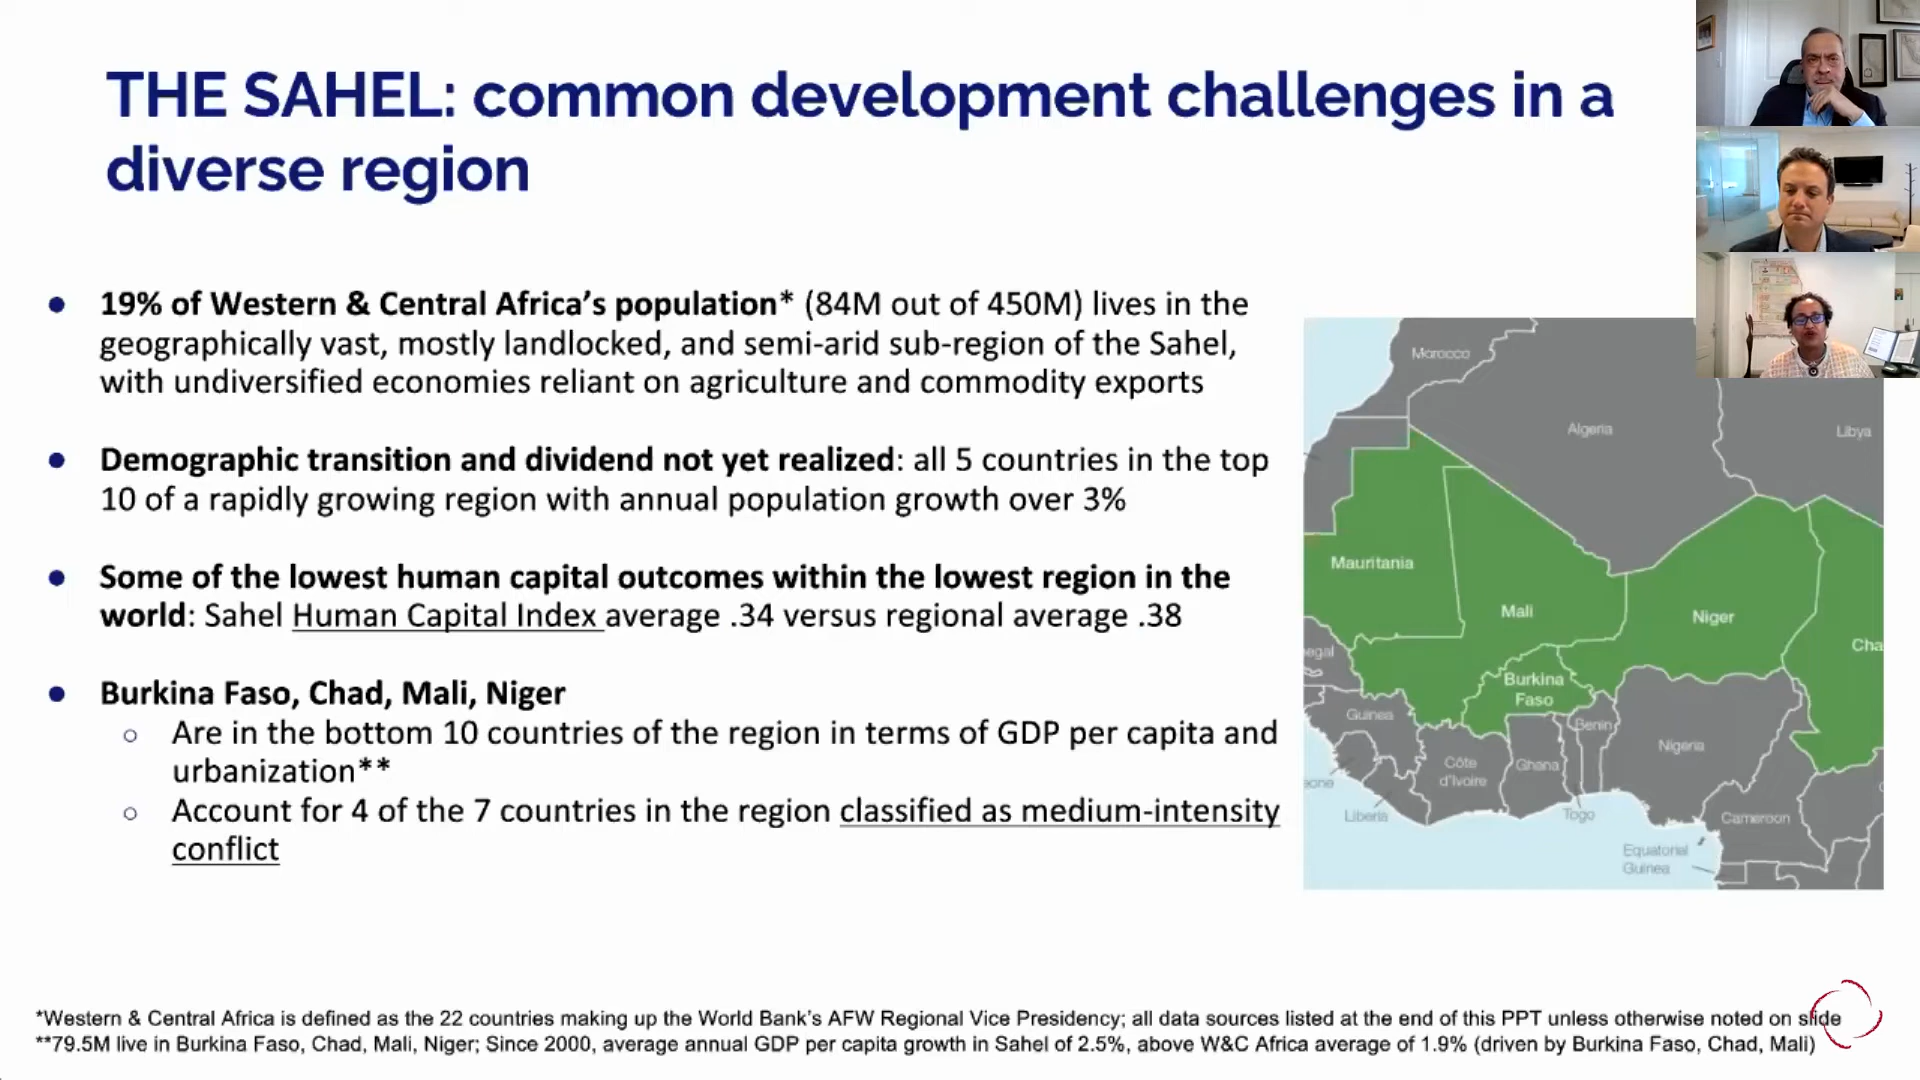 THE SAHEL: common development challenges in a
diverse region
● 19% of Western & Central Africa’s population* (84M out of 450M) lives in the
geographically vast, mostly landlocked, and semi-arid sub-region of the Sahel,
with undiversified economies reliant on agriculture and commodity exports
● Demographic transition and dividend not yet realized: all 5 countries in the top
10 of a rapidly growing region with annual population growth over 3%
● Some of the lowest human capital outcomes within the lowest region in the
world: Sahel Human Capital Index average .34 versus regional average .38
● Burkina Faso, Chad, Mali, Niger
○ Are in the bottom 10 countries of the region in terms of GDP per capita and
urbanization**
○ Account for 4 of the 7 countries in the region classified as medium-intensity
conflict
Morocco
Algeria
Libya
Mauritania
Mali
Niger
Cha
egal
Burkina
Faso
Guinea
Benin
Nigeria
Côte
d'Ivoire
Ghana
eone
Liberia
Togo
Cameroon
Equatorial
Guinea
*Western & Central Africa is defined as the 22 countries making up the World Bank’s AFW Regional Vice Presidency; all data sources listed at the end of this PPT unless otherwise noted on slide
**79.5M live in Burkina Faso, Chad, Mali, Niger; Since 2000, average annual GDP per capita growth in Sahel of 2.5%, above W&C Africa average of 1.9% (driven by Burkina Faso, Chad, Mali)